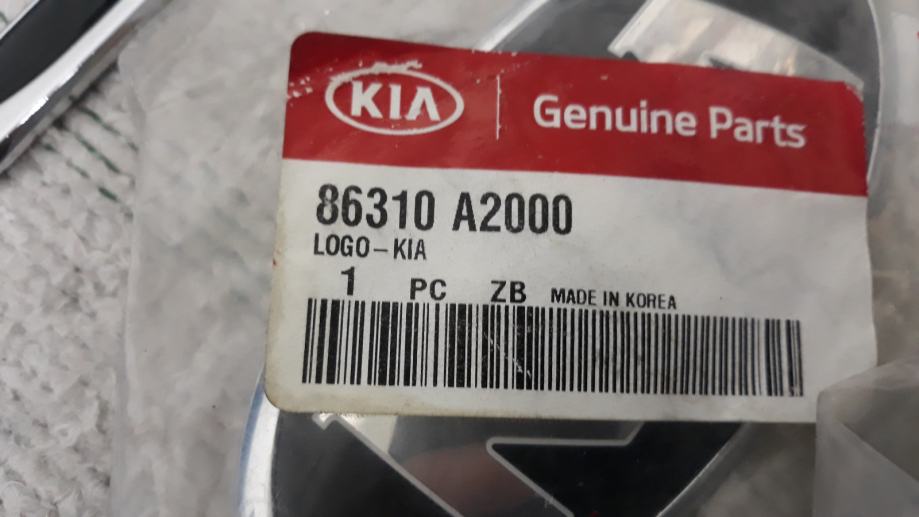 KIA Genuine Parts
86310 A2000
LOGO-KIA
1 PC ZB MADE IN KOREA